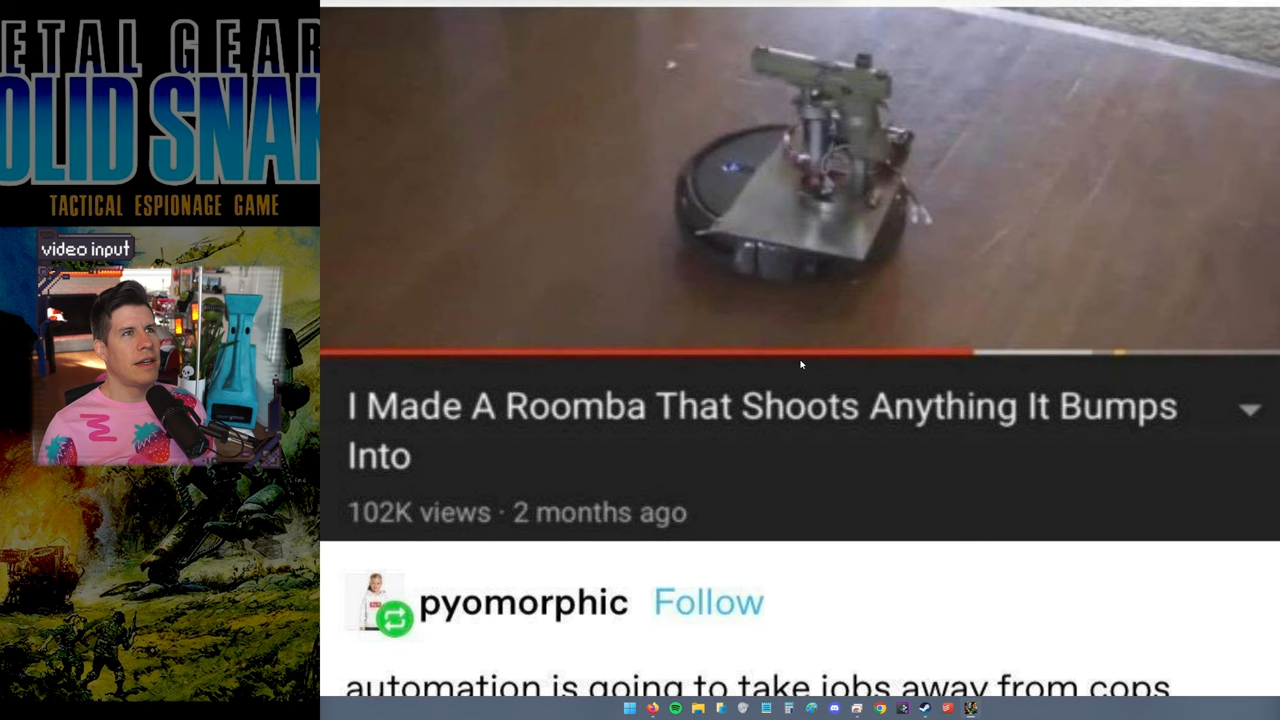 ETAL GEAR
OLID SNAK
TACTICAL ESPIONAGE GAME
video input
I Made A Roomba That Shoots Anything It Bumps
Into
102K views · 2 months ago
pyomorphic Follow
automation is going to take jobs away from cops